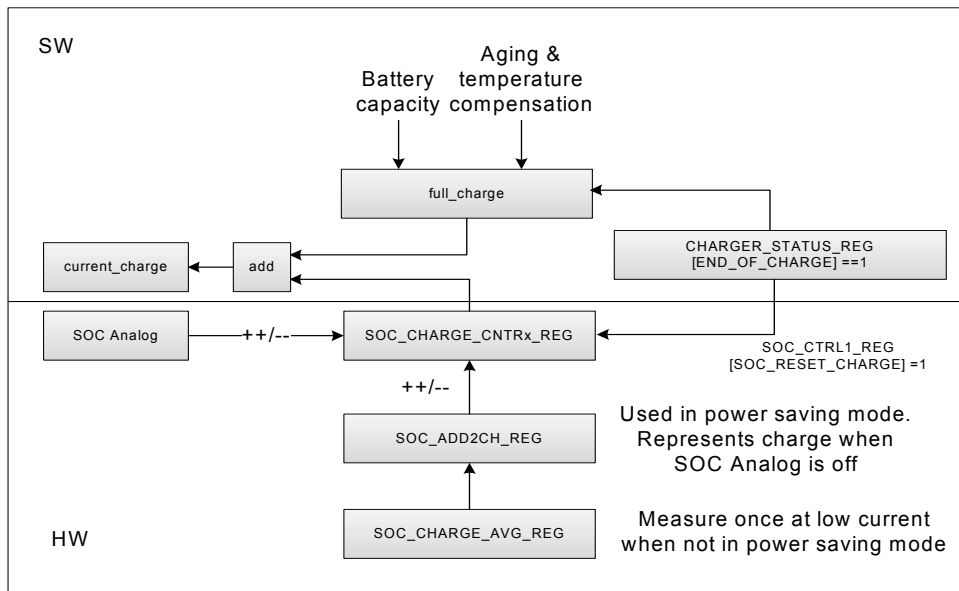 SW
Battery
capacity
Aging &
temperature
compensation
full_charge
current_charge
add
CHARGER_STATUS_REG
[END_OF_CHARGE] ==1
SOC Analog
++/--
SOC_CHARGE_CNTRx_REG
SOC_CTRL1_REG
[SOC_RESET_CHARGE] =1
++/--
SOC_ADD2CH_REG
Used in power saving mode.
Represents charge when
SOC Analog is off
HW
SOC_CHARGE_AVG_REG
Measure once at low current
when not in power saving mode